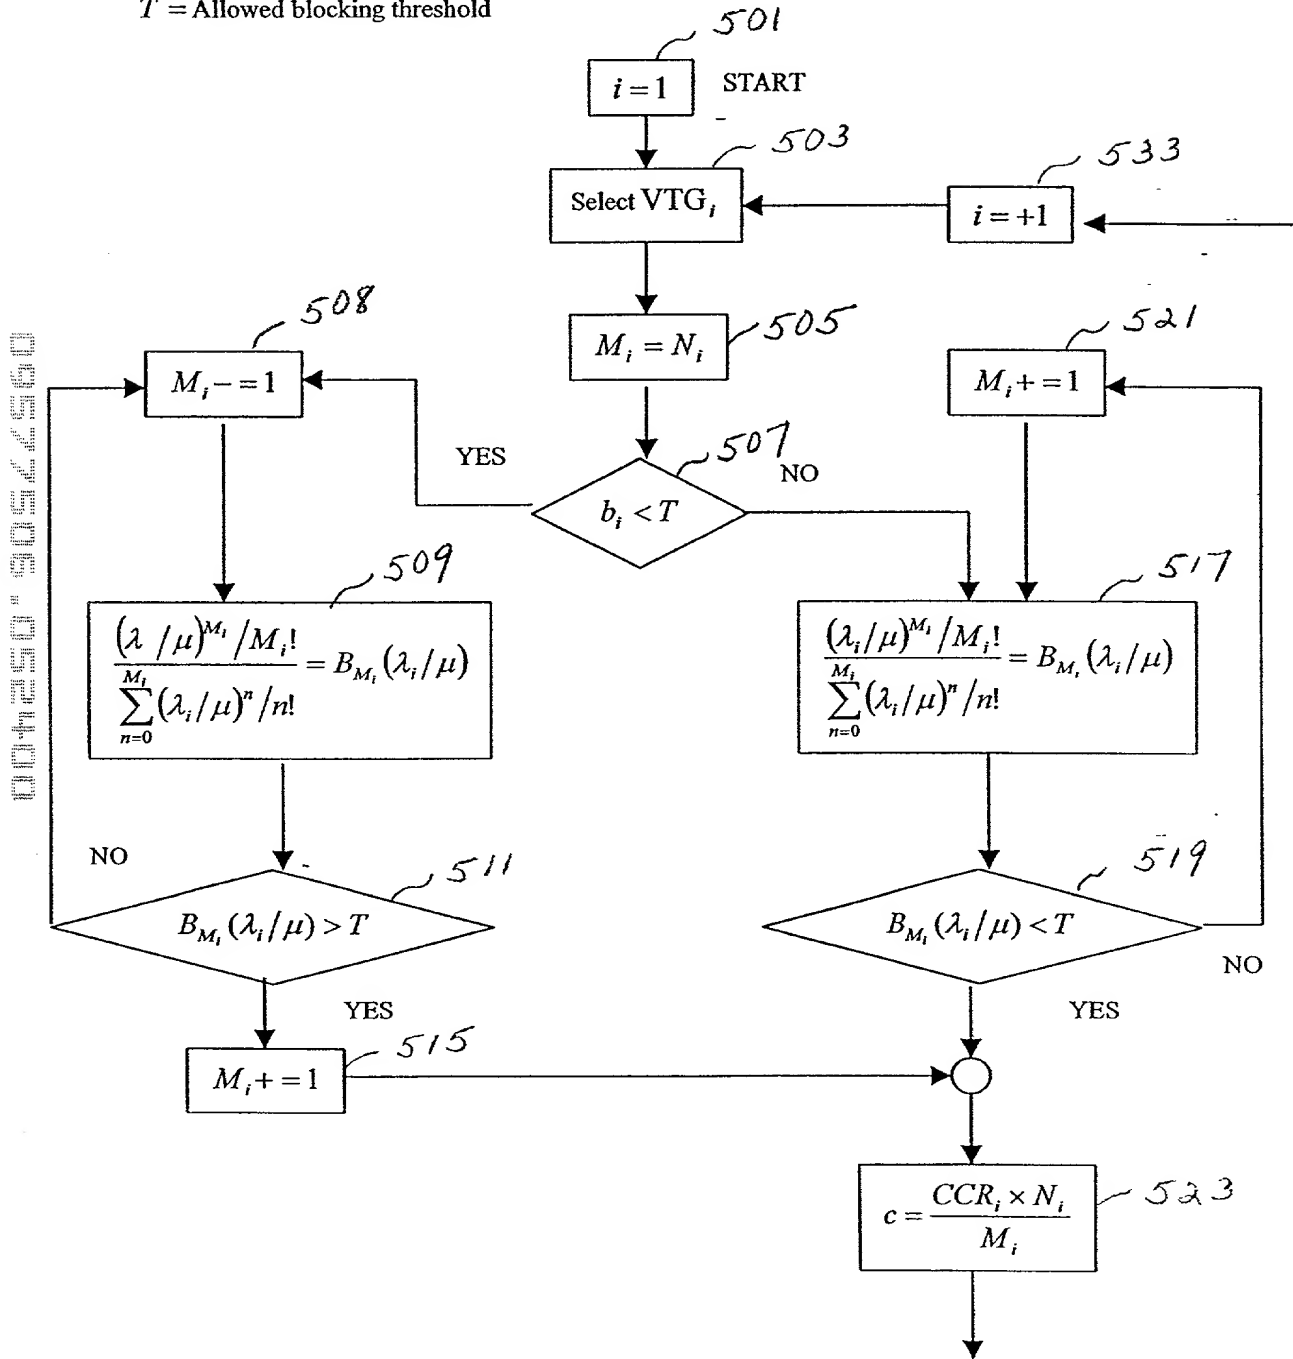 T = Allowed blocking threshold
501
i = 1
START
503
Select VTG_i
533
i = +1
508
M_i − = 1
505
M_i = N_i
521
M_i + = 1
YES
507
NO
b_i < T
509
(λ /μ)^{M_i} / M_i! / ∑_{n=0}^{M_i} (λ_i/μ)^n / n! = B_{M_i}(λ_i/μ)
517
(λ_i/μ)^{M_i} / M_i! / ∑_{n=0}^{M_i} (λ_i/μ)^n / n! = B_{M_i}(λ_i/μ)
NO
511
B_{M_i}(λ_i/μ) > T
519
B_{M_i}(λ_i/μ) < T
NO
YES
YES
515
M_i + = 1
523
c = CCR_i × N_i / M_i